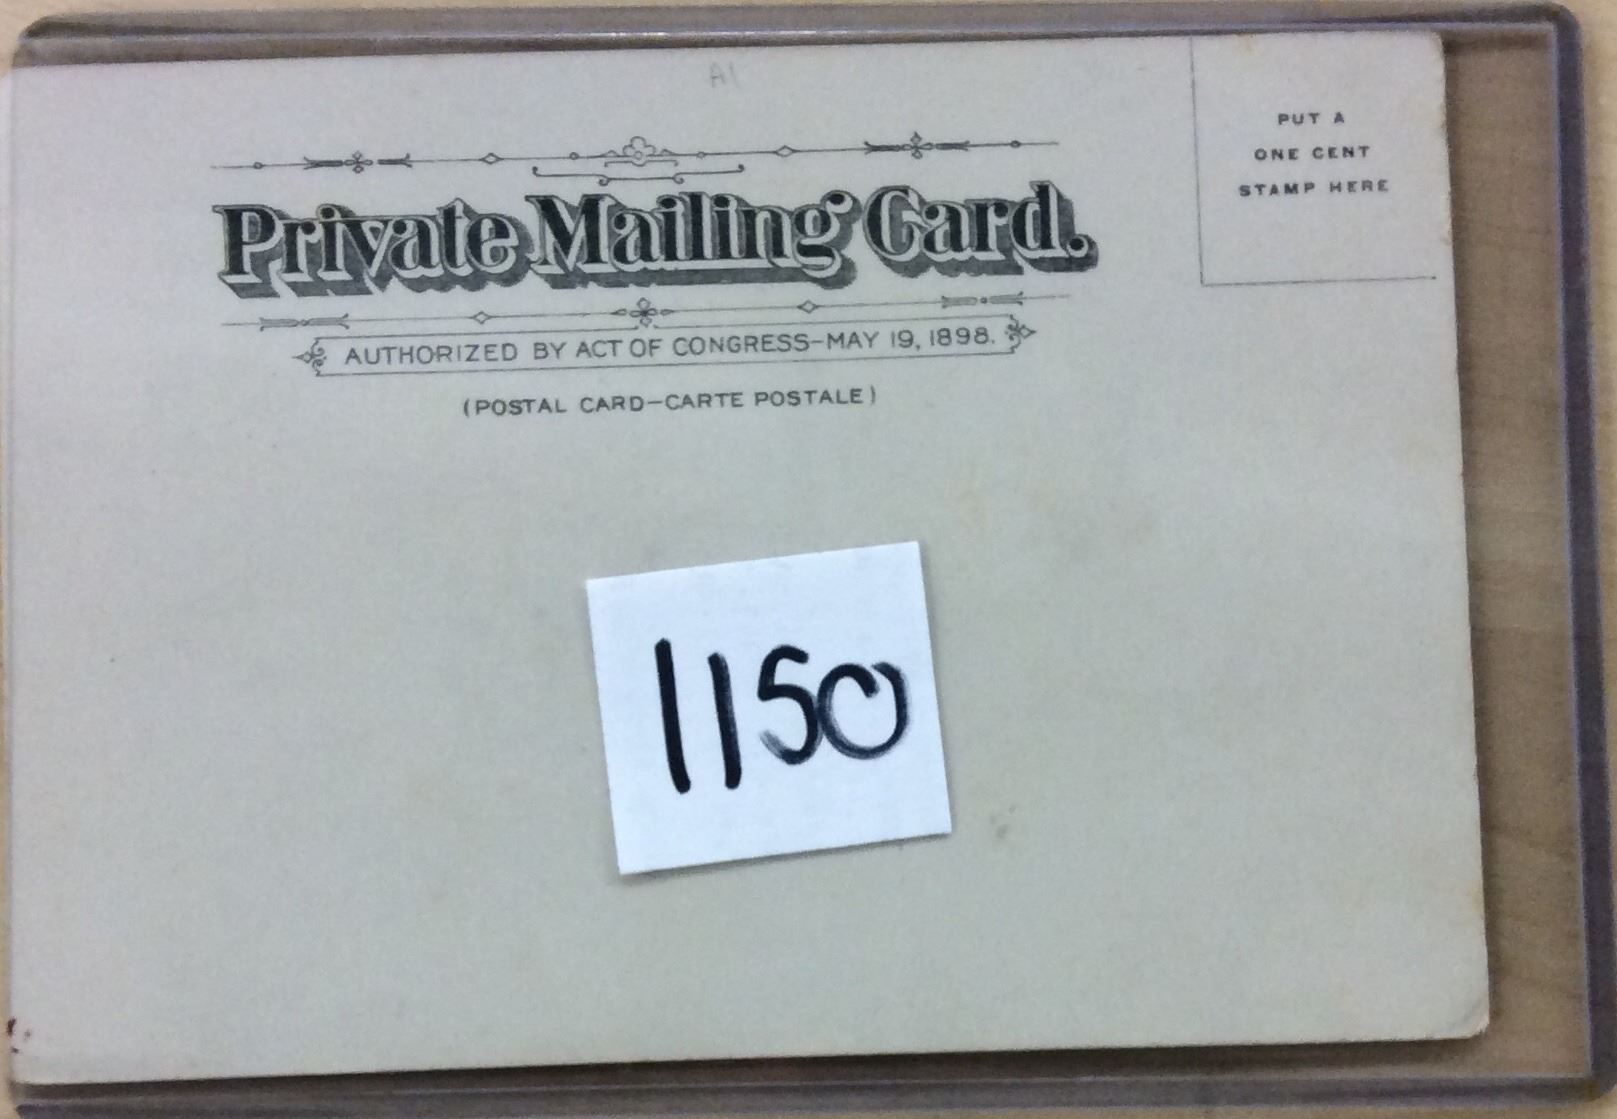 A1
PUT A
ONE CENT
STAMP HERE
Private Mailing Card.
AUTHORIZED BY ACT OF CONGRESS–MAY 19, 1898.
(POSTAL CARD–CARTE POSTALE)
1150